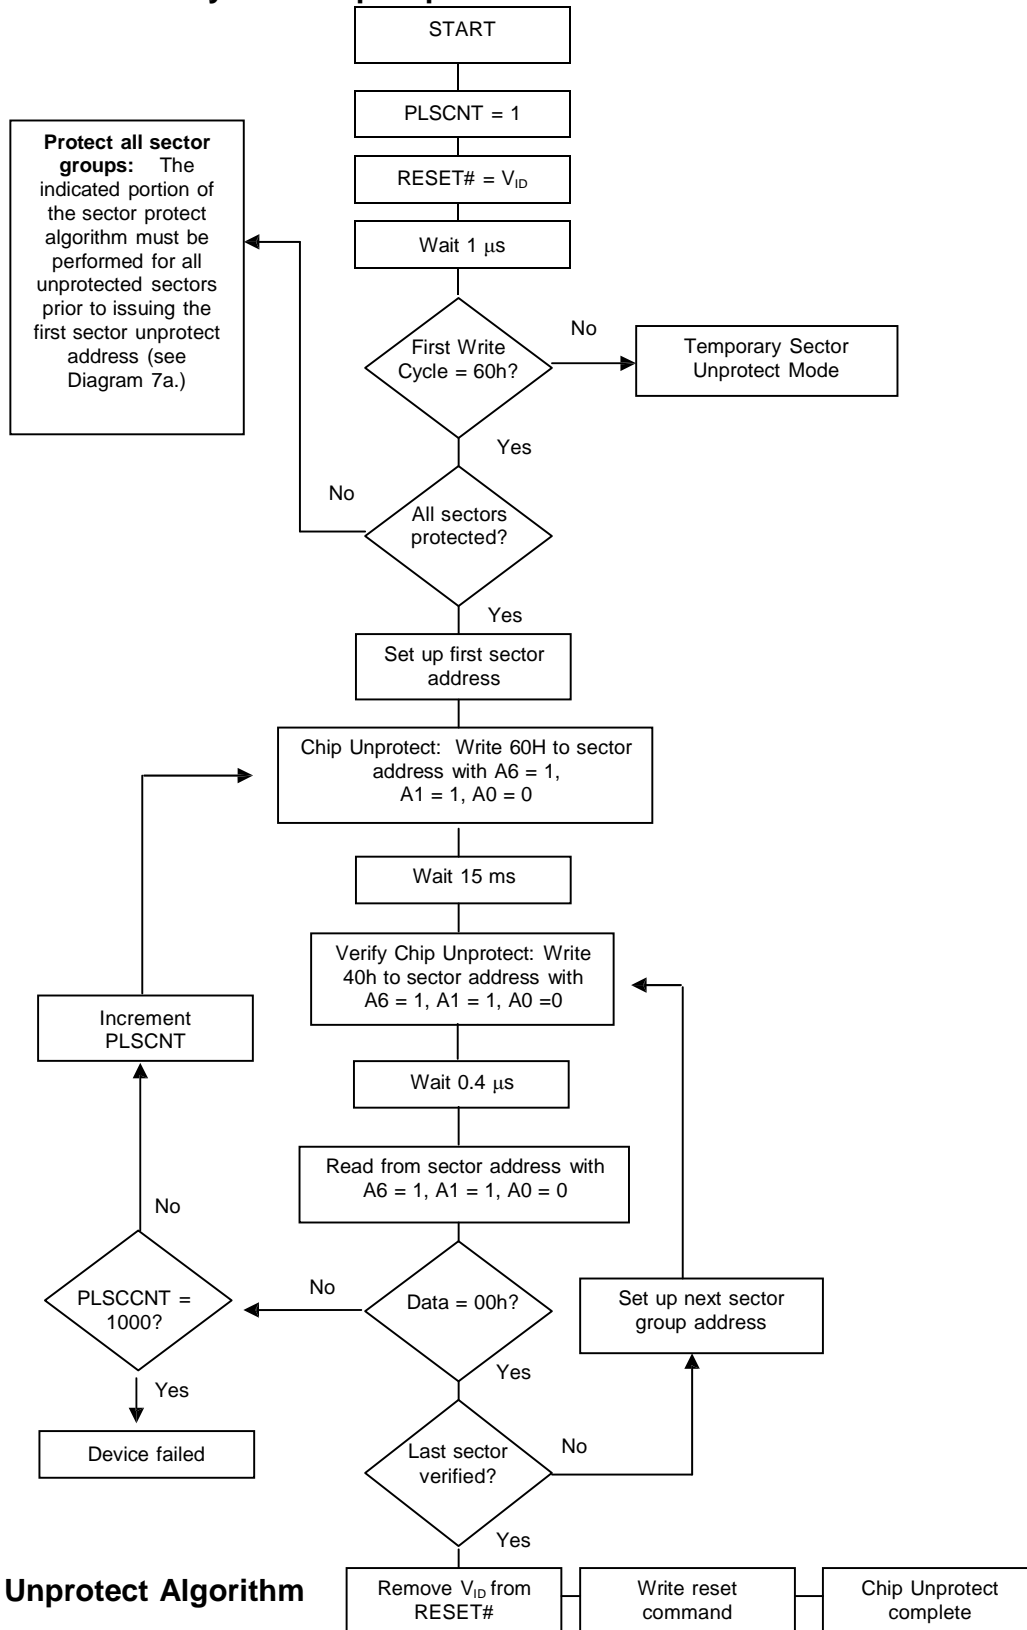 START
PLSCNT = 1
Protect all sector
groups: The
indicated portion of
the sector protect
algorithm must be
performed for all
unprotected sectors
prior to issuing the
first sector unprotect
address (see
Diagram 7a.)
RESET# = VID
Wait 1 μs
First Write
Cycle = 60h?
No
Temporary Sector
Unprotect Mode
Yes
No
All sectors
protected?
Yes
Set up first sector
address
Chip Unprotect: Write 60H to sector
address with A6 = 1,
A1 = 1, A0 = 0
Wait 15 ms
Verify Chip Unprotect: Write
40h to sector address with
A6 = 1, A1 = 1, A0 =0
Increment
PLSCNT
Wait 0.4 μs
Read from sector address with
A6 = 1, A1 = 1, A0 = 0
No
PLSCCNT =
1000?
No
Data = 00h?
Set up next sector
group address
Yes
Yes
Device failed
Last sector
verified?
No
Yes
Unprotect Algorithm
Remove VID from
RESET#
Write reset
command
Chip Unprotect
complete